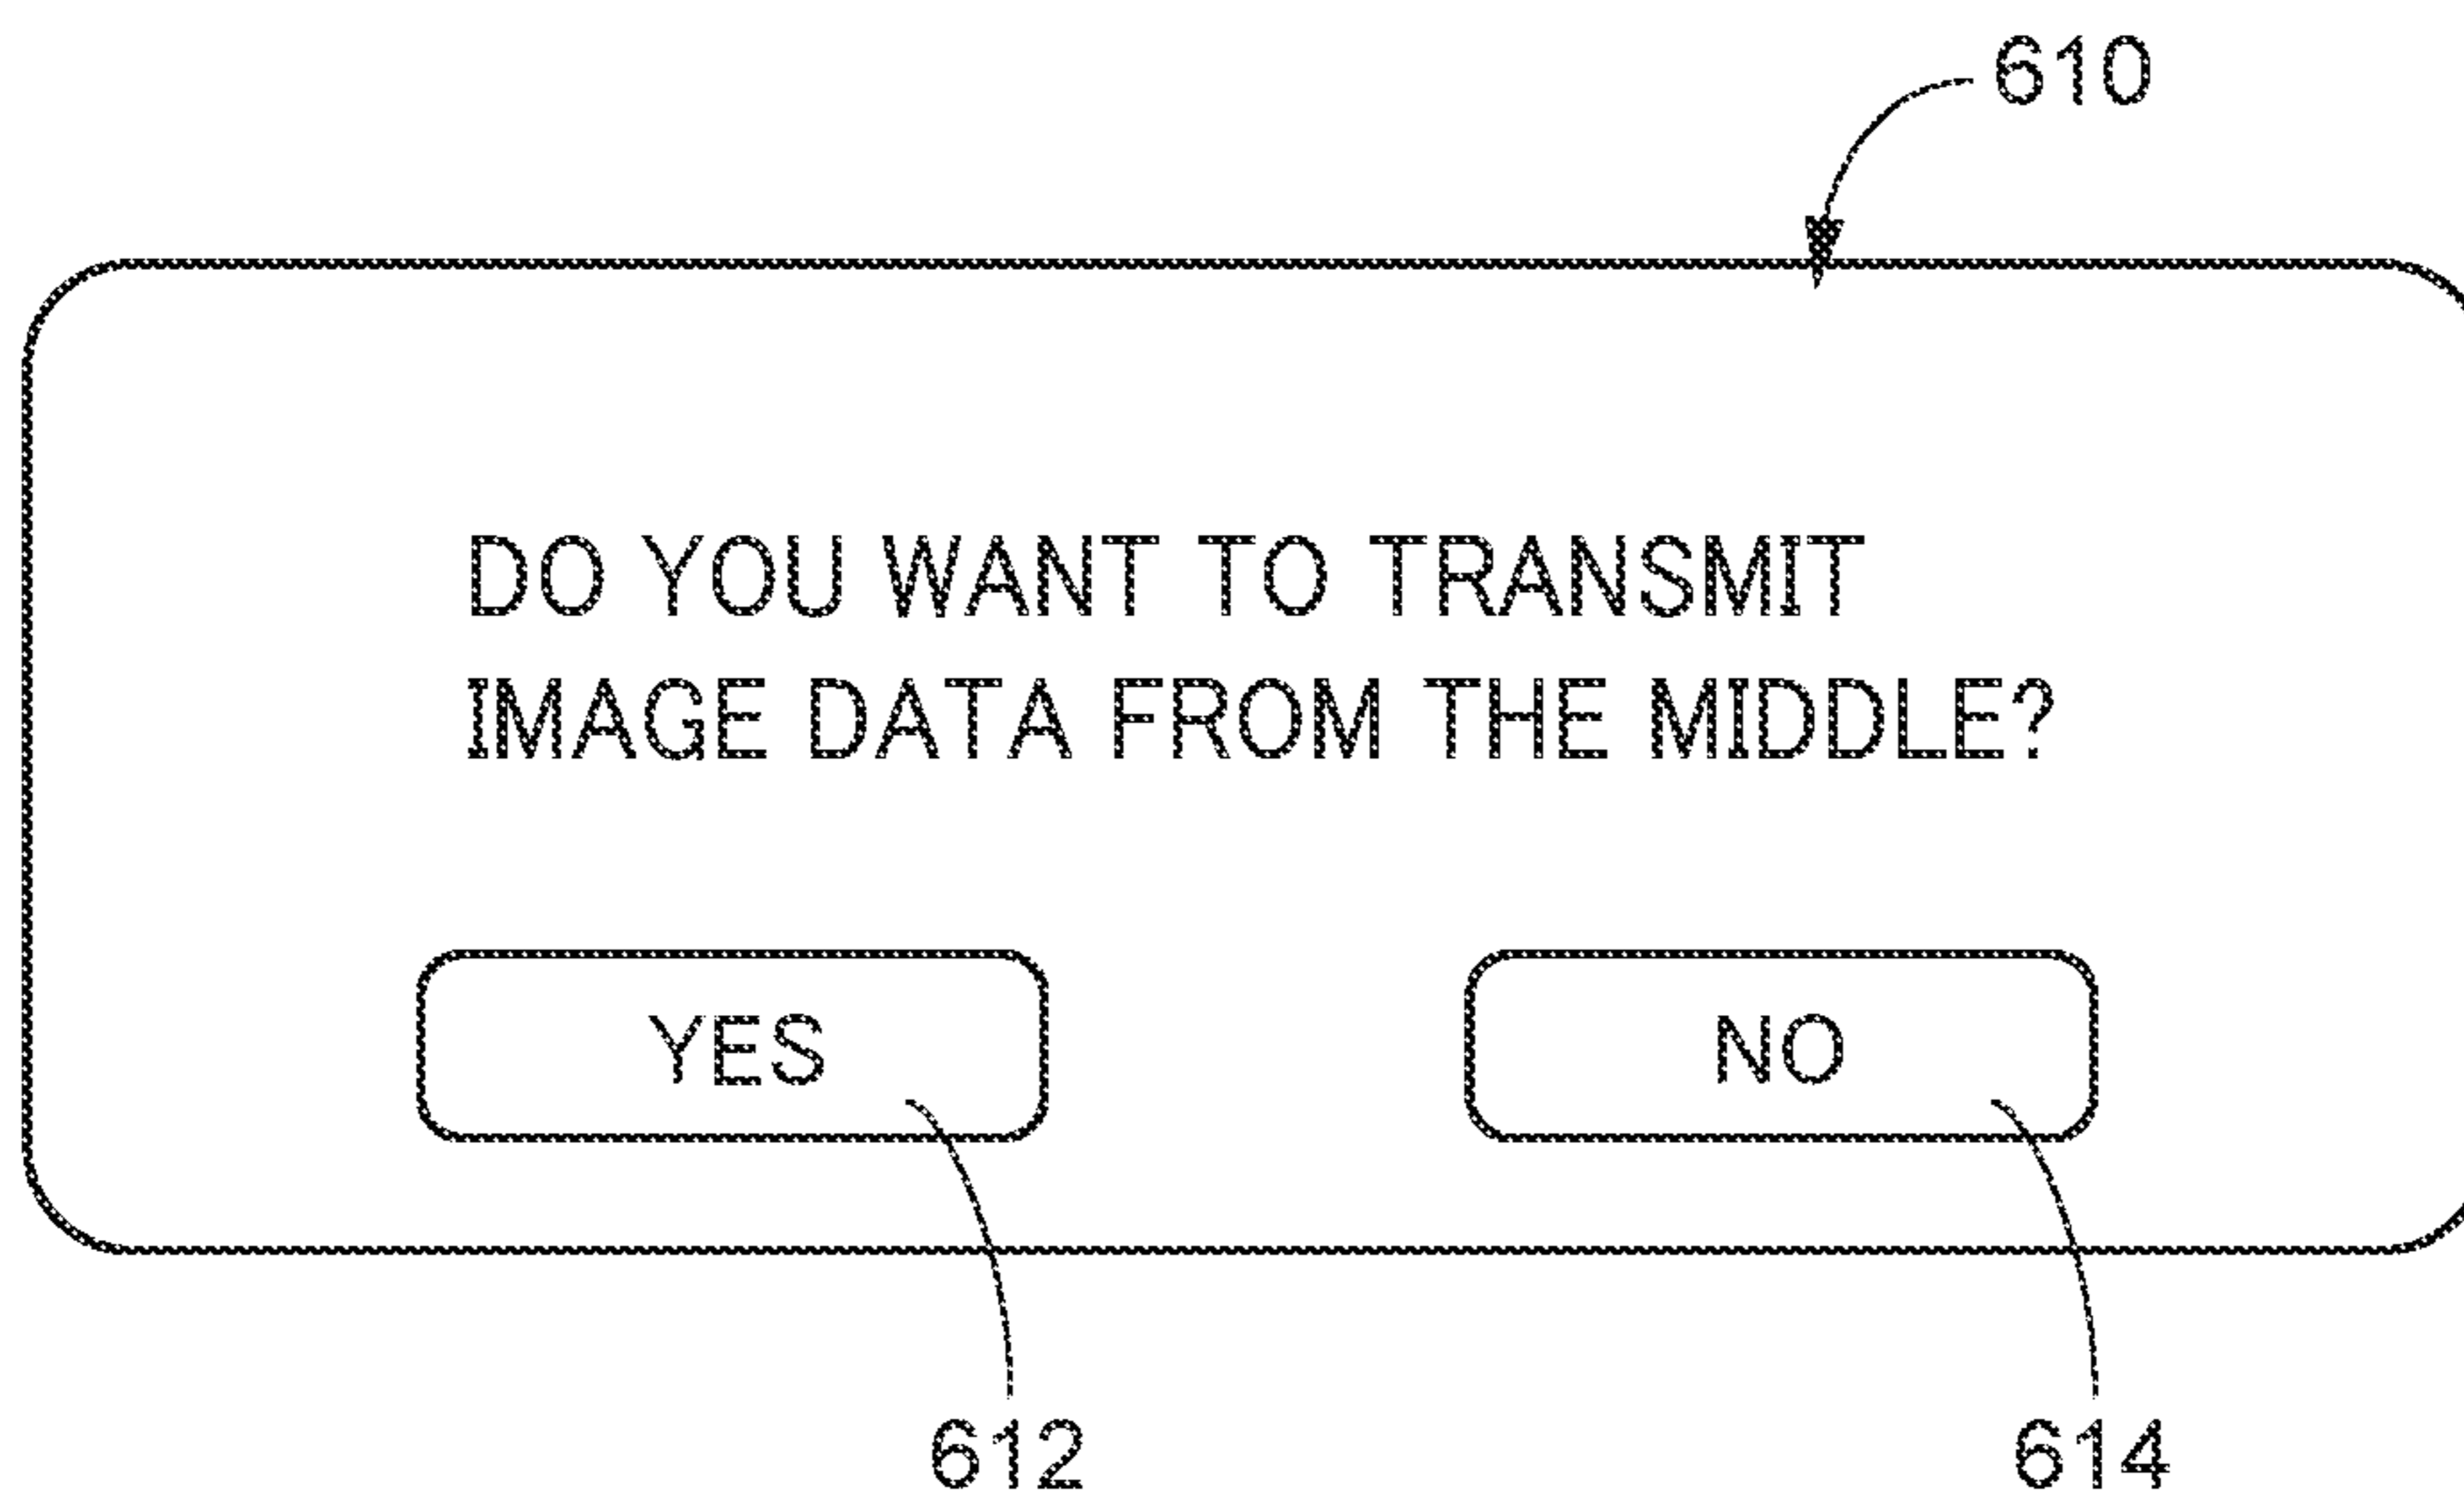 610
DO YOU WANT TO TRANSMIT
IMAGE DATA FROM THE MIDDLE?
YES NO
612 614